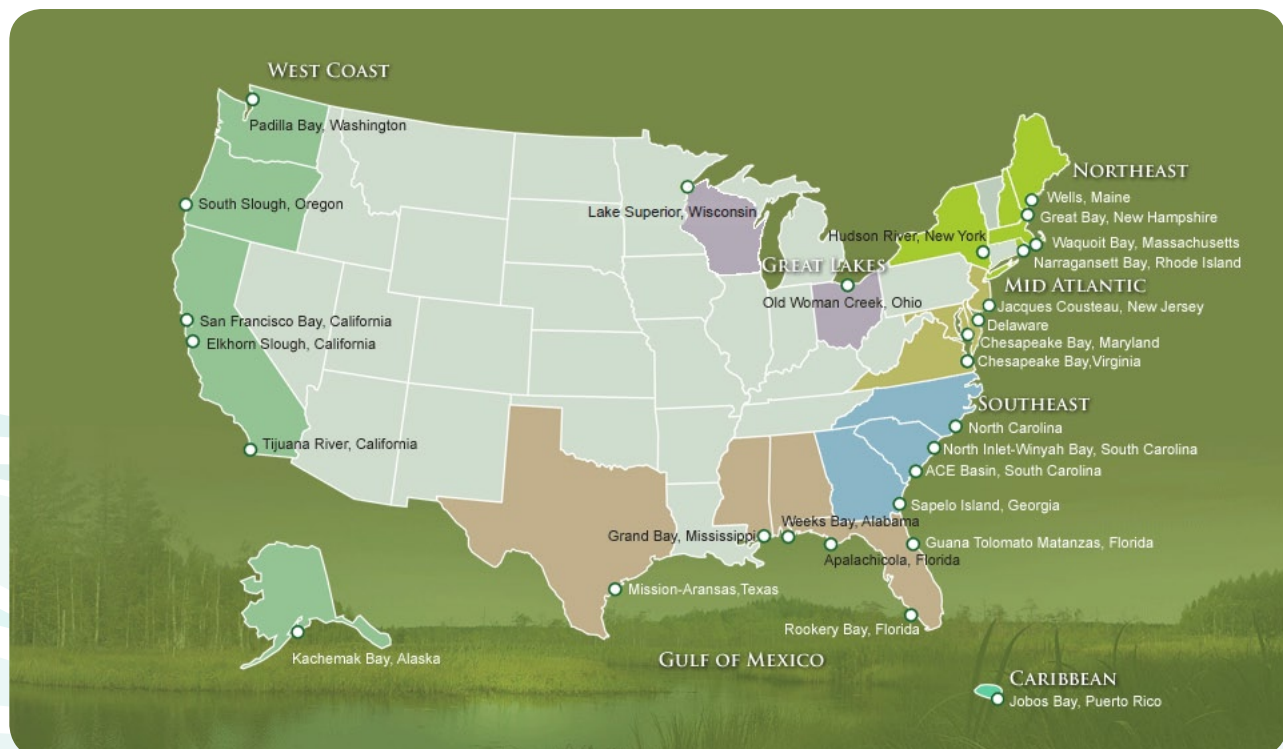 WEST COAST
Padilla Bay, Washington
South Slough, Oregon
San Francisco Bay, California
Elkhorn Slough, California
Tijuana River, California
Kachemak Bay, Alaska
Lake Superior, Wisconsin
GREAT LAKES
Old Woman Creek, Ohio
NORTHEAST
Wells, Maine
Great Bay, New Hampshire
Hudson River, New York
Waquoit Bay, Massachusetts
Narragansett Bay, Rhode Island
MID ATLANTIC
Jacques Cousteau, New Jersey
Delaware
Chesapeake Bay, Maryland
Chesapeake Bay,Virginia
SOUTHEAST
North Carolina
North Inlet-Winyah Bay, South Carolina
ACE Basin, South Carolina
Sapelo Island, Georgia
Guana Tolomato Matanzas, Florida
Weeks Bay, Alabama
Grand Bay, Mississippi
Apalachicola, Florida
Mission-Aransas,Texas
Rookery Bay, Florida
GULF OF MEXICO
CARIBBEAN
Jobos Bay, Puerto Rico